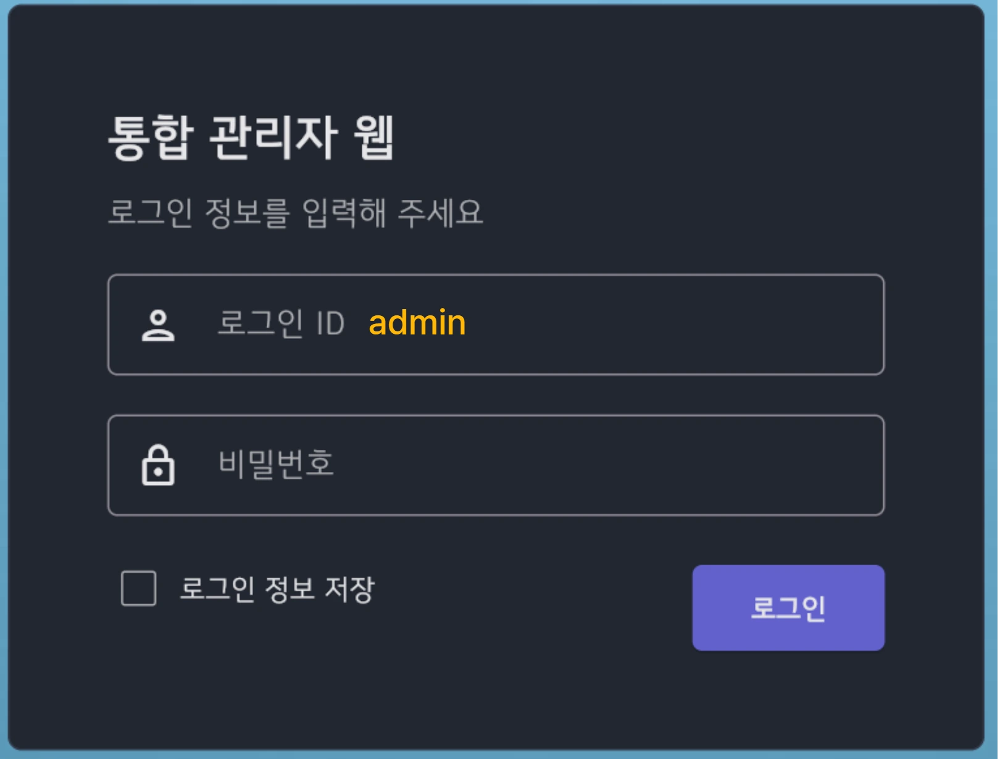 통합 관리자 웹
로그인 정보를 입력해 주세요
로그인 ID admin
비밀번호
로그인 정보 저장
로그인